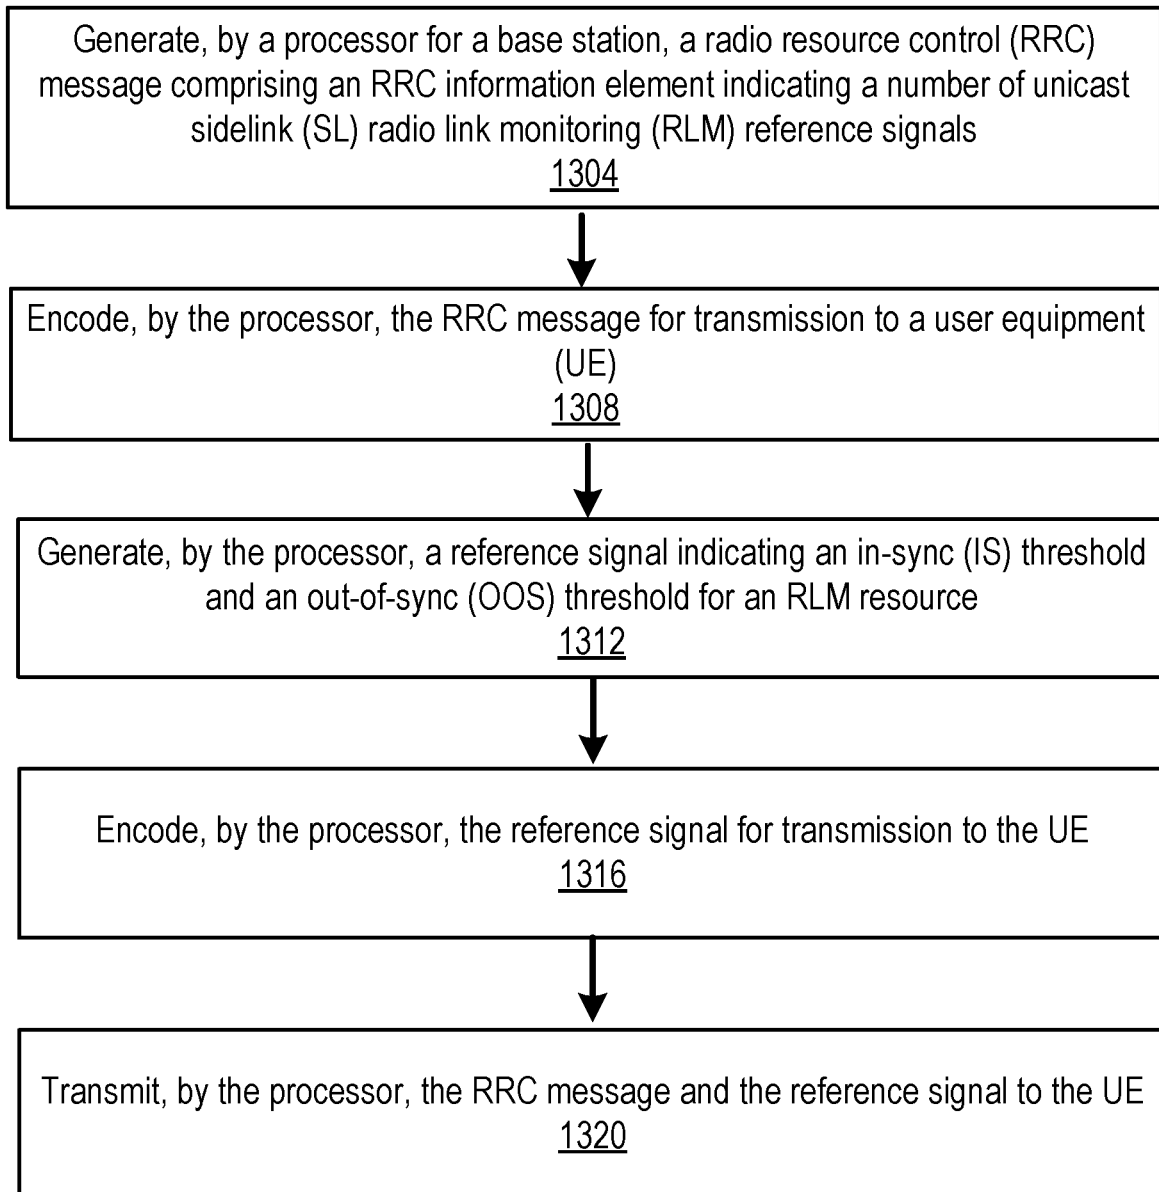 Generate, by a processor for a base station, a radio resource control (RRC)
message comprising an RRC information element indicating a number of unicast
sidelink (SL) radio link monitoring (RLM) reference signals
1304
Encode, by the processor, the RRC message for transmission to a user equipment
(UE)
1308
Generate, by the processor, a reference signal indicating an in-sync (IS) threshold
and an out-of-sync (OOS) threshold for an RLM resource
1312
Encode, by the processor, the reference signal for transmission to the UE
1316
Transmit, by the processor, the RRC message and the reference signal to the UE
1320